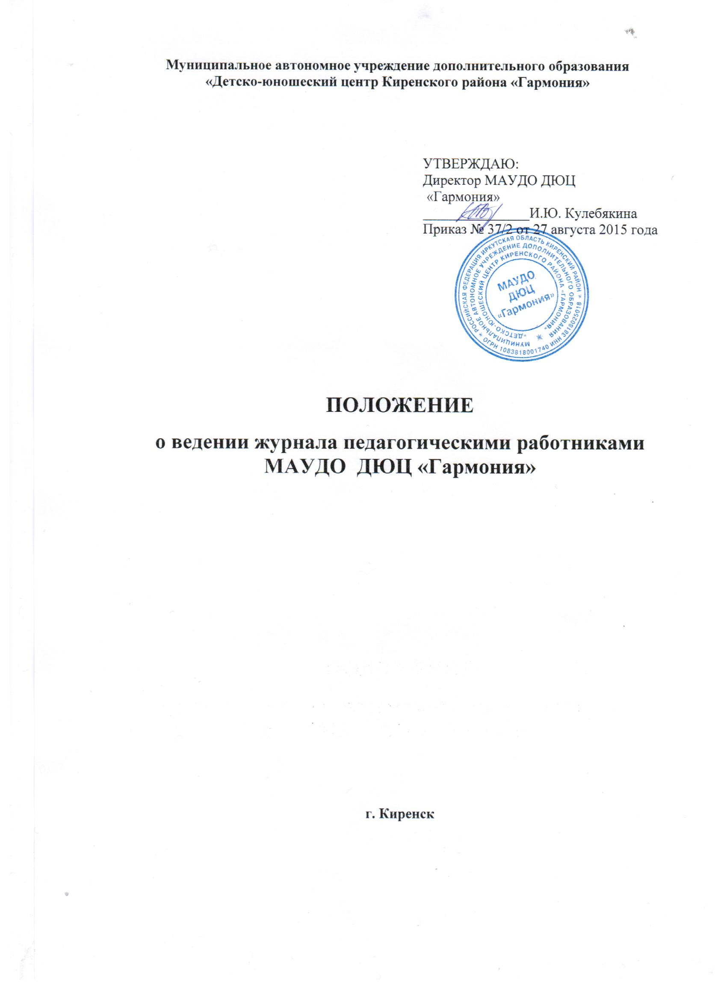 Муниципальное автономное учреждение дополнительного образования
«Детско-юношеский центр Киренского района «Гармония»
УТВЕРЖДАЮ:
Директор МАУДО ДЮЦ
«Гармония»
_______________И.Ю. Кулебякина
Приказ № 37/2 от 27 августа 2015 года
* РОССИЙСКАЯ ФЕДЕРАЦИЯ ИРКУТСКАЯ ОБЛАСТЬ КИРЕНСКИЙ РАЙОН * ОГРН 1083818001740 ИНН 3818025018
МУНИЦИПАЛЬНОЕ АВТОНОМНОЕ УЧРЕЖДЕНИЕ ДОПОЛНИТЕЛЬНОГО ОБРАЗОВАНИЯ
"ДЕТСКО-ЮНОШЕСКИЙ ЦЕНТР КИРЕНСКОГО РАЙОНА "ГАРМОНИЯ"
МАУДО
ДЮЦ
«Гармония»
ПОЛОЖЕНИЕ
о ведении журнала педагогическими работниками
МАУДО ДЮЦ «Гармония»
г. Киренск